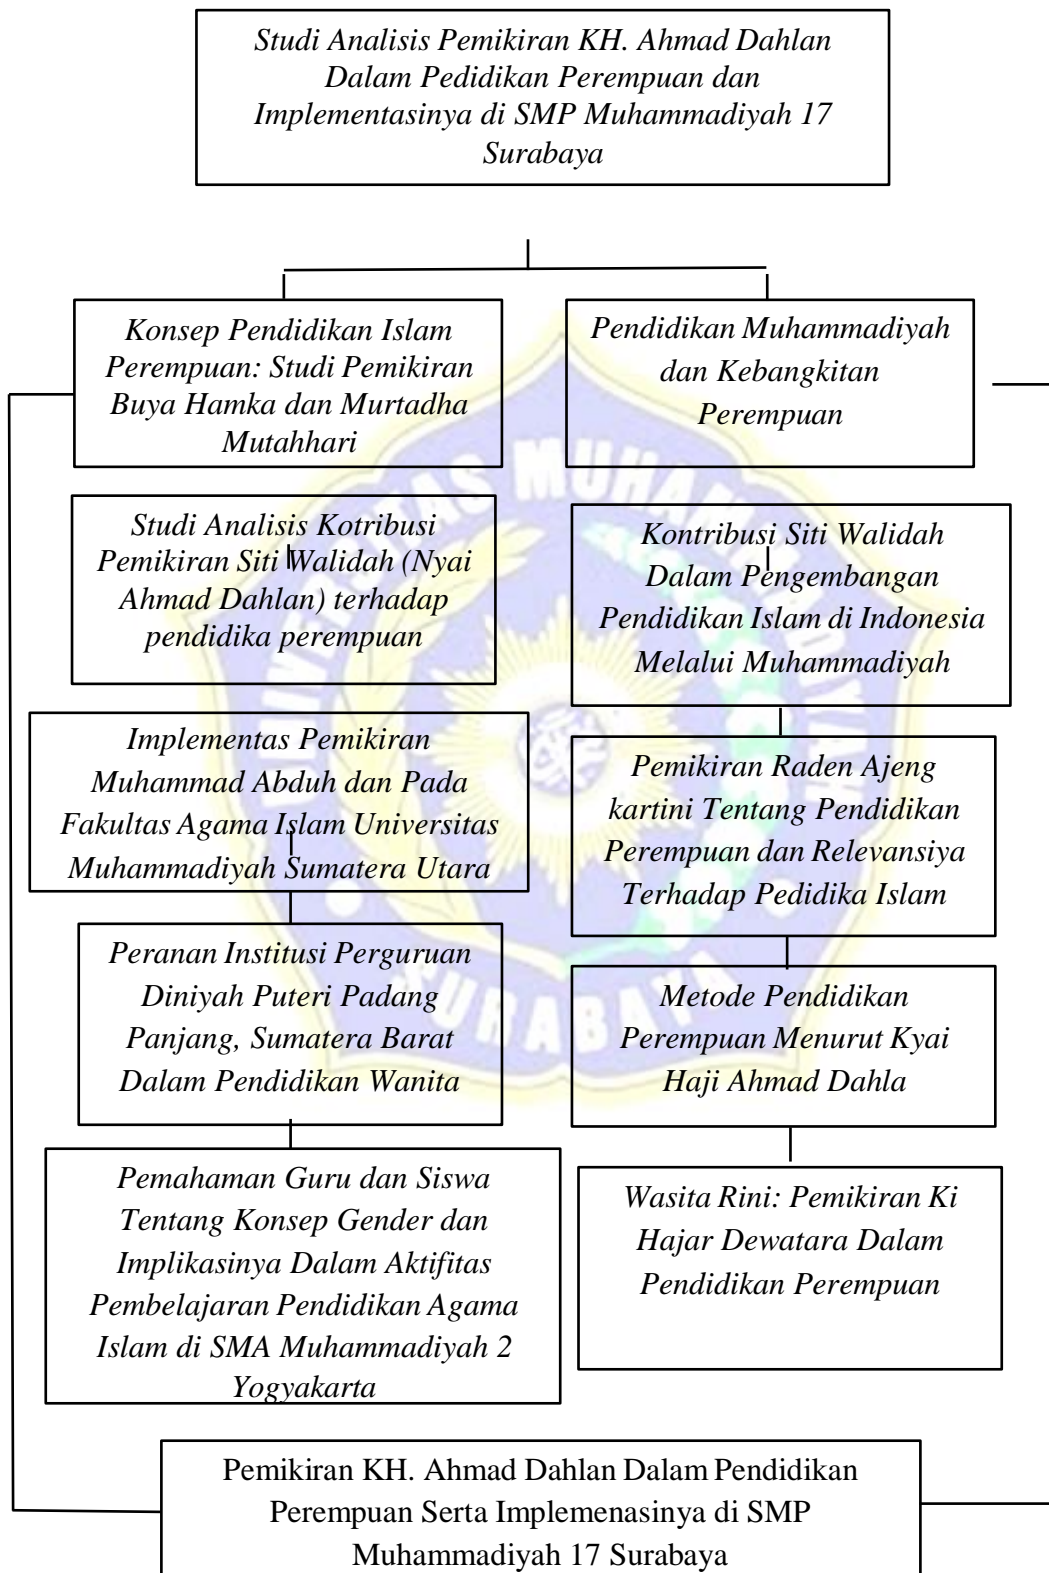 Studi Analisis Pemikiran KH. Ahmad Dahlan
Dalam Pedidikan Perempuan dan
Implementasinya di SMP Muhammadiyah 17
Surabaya
Konsep Pendidikan Islam
Perempuan: Studi Pemikiran
Buya Hamka dan Murtadha
Mutahhari
Pendidikan Muhammadiyah
dan Kebangkitan
Perempuan
Studi Analisis Kotribusi
Pemikiran Siti Walidah (Nyai
Ahmad Dahlan) terhadap
pendidika perempuan
Kontribusi Siti Walidah
Dalam Pengembangan
Pendidikan Islam di Indonesia
Melalui Muhammadiyah
Implementas Pemikiran
Muhammad Abduh dan Pada
Fakultas Agama Islam Universitas
Muhammadiyah Sumatera Utara
Pemikiran Raden Ajeng
kartini Tentang Pendidikan
Perempuan dan Relevansiya
Terhadap Pedidika Islam
Peranan Institusi Perguruan
Diniyah Puteri Padang
Panjang, Sumatera Barat
Dalam Pendidikan Wanita
Metode Pendidikan
Perempuan Menurut Kyai
Haji Ahmad Dahla
Pemahaman Guru dan Siswa
Tentang Konsep Gender dan
Implikasinya Dalam Aktifitas
Pembelajaran Pendidikan Agama
Islam di SMA Muhammadiyah 2
Yogyakarta
Wasita Rini: Pemikiran Ki
Hajar Dewatara Dalam
Pendidikan Perempuan
Pemikiran KH. Ahmad Dahlan Dalam Pendidikan
Perempuan Serta Implemenasinya di SMP
Muhammadiyah 17 Surabaya
UNIVERSITAS MUHAMMADIYAH
SURABAYA